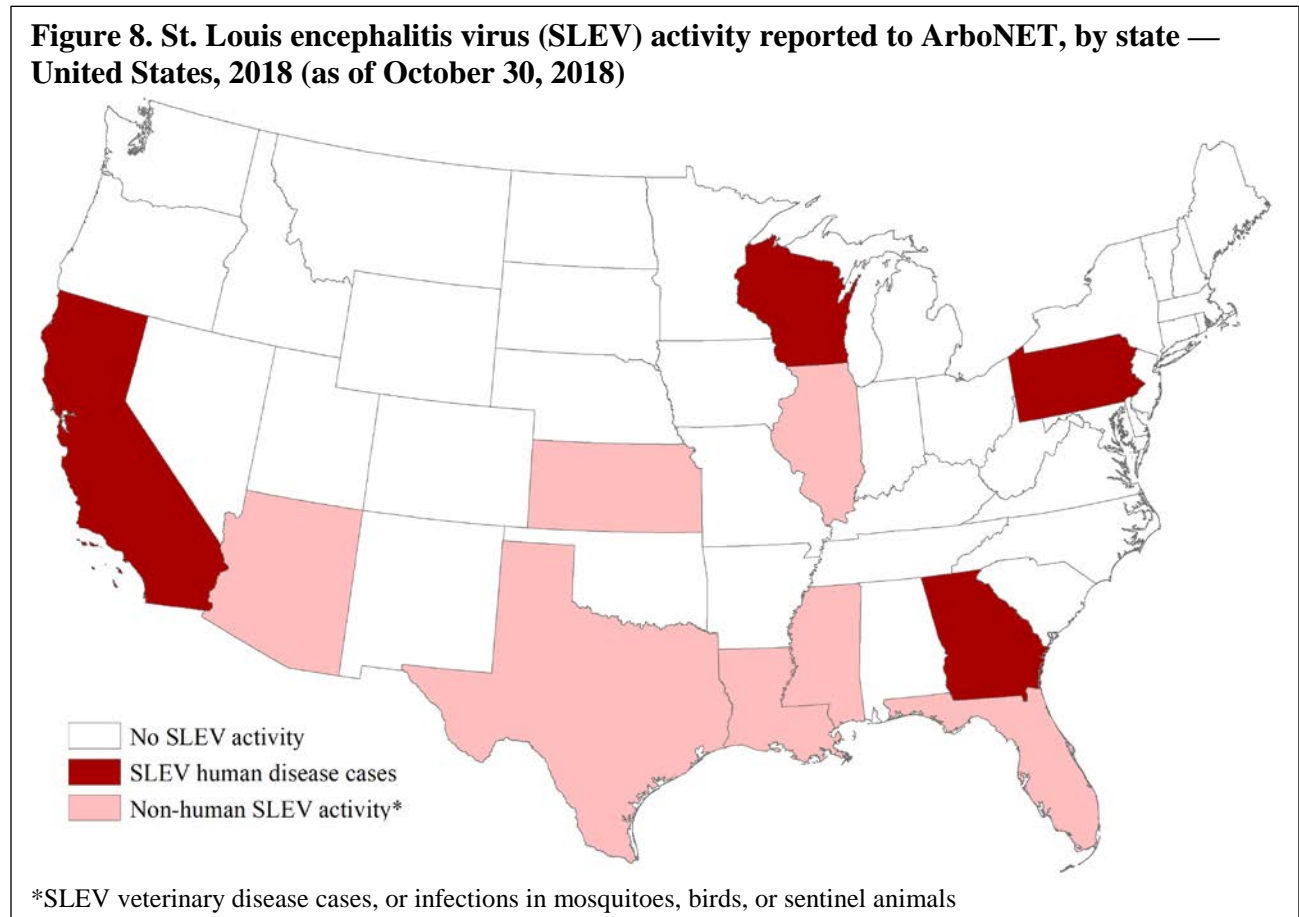 Figure 8. St. Louis encephalitis virus (SLEV) activity reported to ArboNET, by state —
United States, 2018 (as of October 30, 2018)
No SLEV activity
SLEV human disease cases
Non-human SLEV activity*
*SLEV veterinary disease cases, or infections in mosquitoes, birds, or sentinel animals